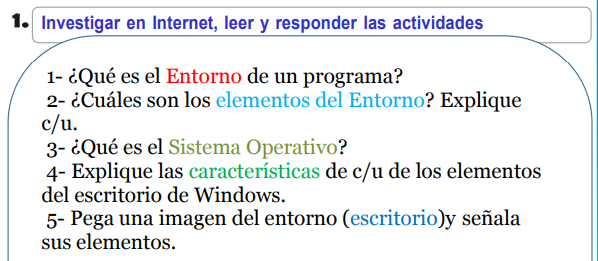 1. Investigar en Internet, leer y responder las actividades
1- ¿Qué es el Entorno de un programa?
2- ¿Cuáles son los elementos del Entorno? Explique
c/u.
3- ¿Qué es el Sistema Operativo?
4- Explique las características de c/u de los elementos
del escritorio de Windows.
5- Pega una imagen del entorno (escritorio)y señala
sus elementos.